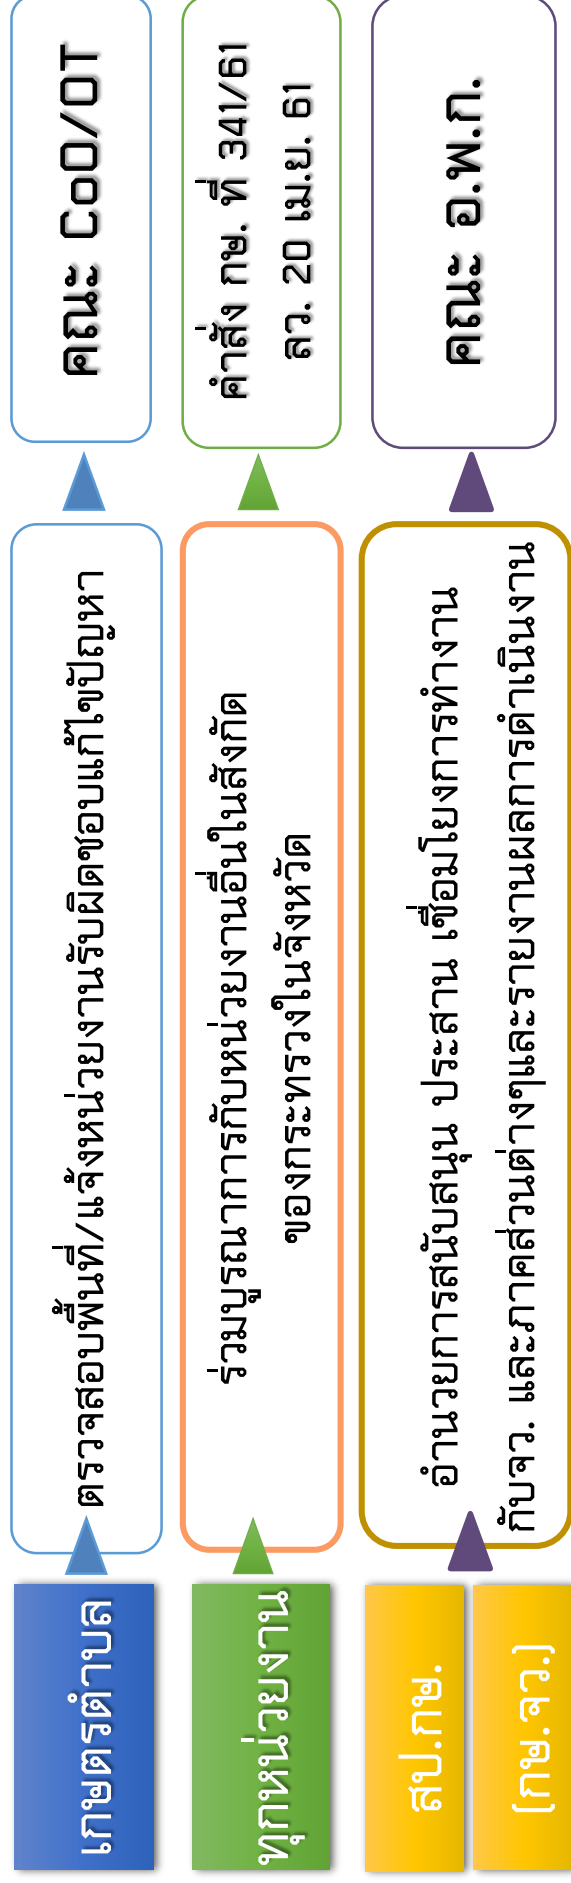 เกษตรตำบล
ตรวจสอบพื้นที่/แจ้งหน่วยงานรับผิดชอบแก้ไขปัญหา
คณะ CoO/OT
ทุกหน่วยงาน
ร่วมบูรณาการกับหน่วยงานอื่นในสังกัด
ของกระทรวงในจังหวัด
คำสั่ง กษ. ที่ 341/61
ลว. 20 เม.ย. 61
สป.กษ.
(กษ.จว.)
อำนวยการสนับสนุน ประสาน เชื่อมโยงการทำงาน
กับจว. และภาคส่วนต่างๆและรายงานผลการดำเนินงาน
คณะ อ.พ.ก.